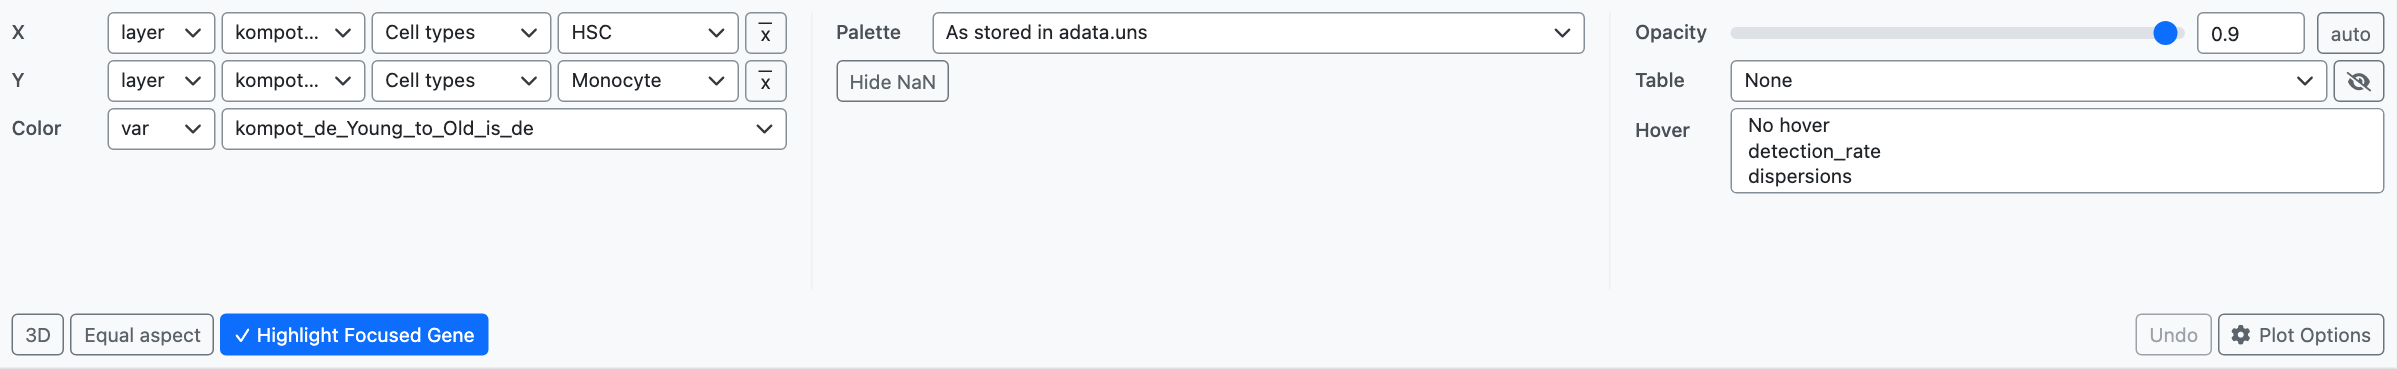 X layer kompot... Cell types HSC x̅
Y layer kompot... Cell types Monocyte x̅
Color var kompot_de_Young_to_Old_is_de
Palette As stored in adata.uns
Hide NaN
Opacity 0.9 auto
Table None
Hover No hover
detection_rate
dispersions
3D Equal aspect ✓ Highlight Focused Gene Undo Plot Options